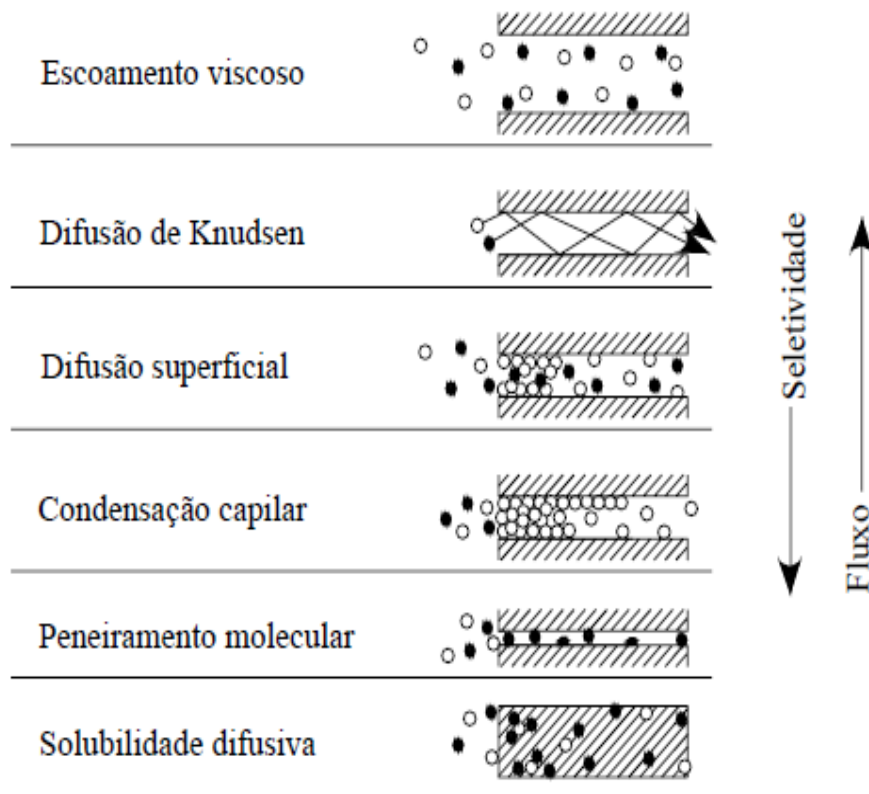 Escoamento viscoso
Difusão de Knudsen
Difusão superficial
Condensação capilar
Peneiramento molecular
Solubilidade difusiva
Seletividade
Fluxo